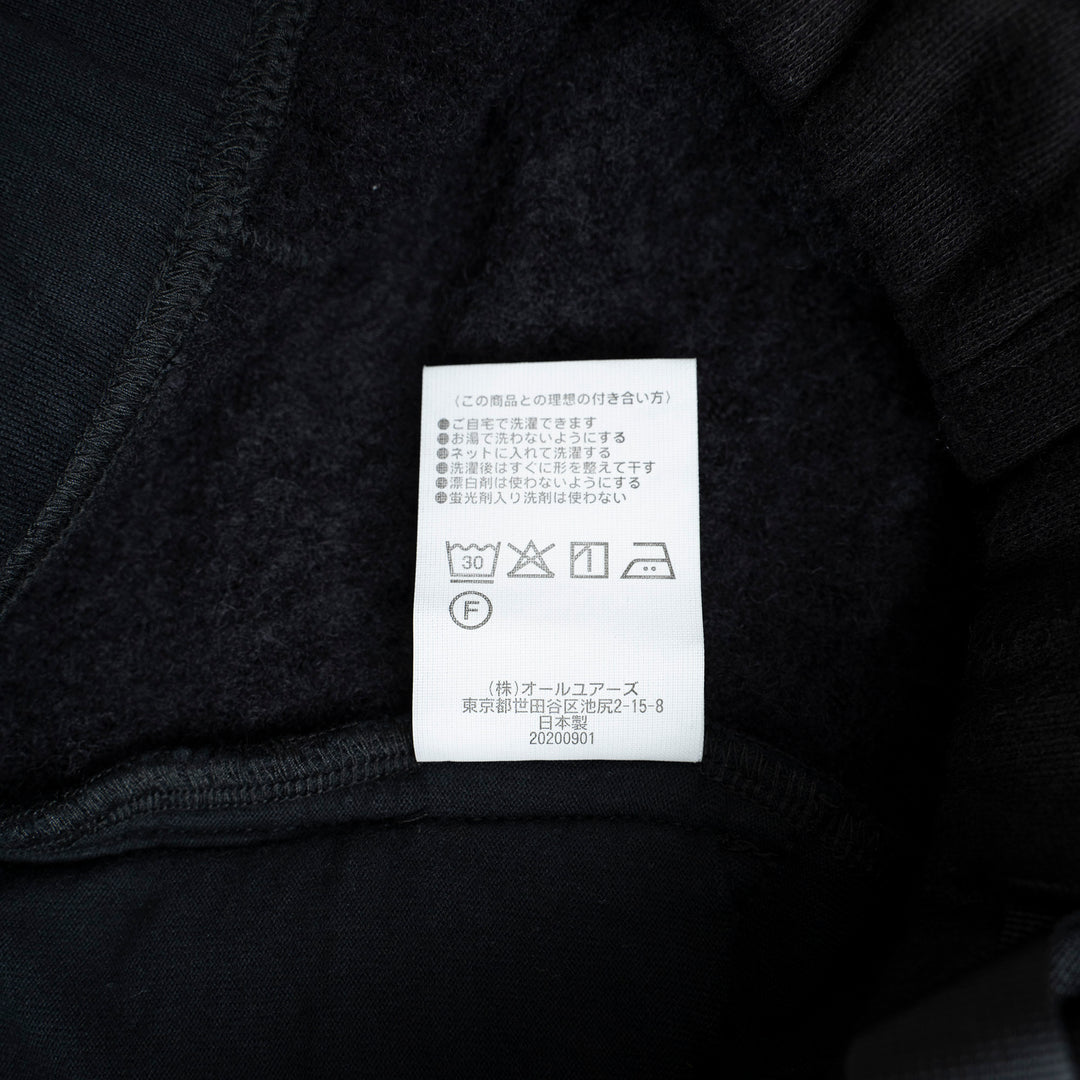 〈この商品との理想の付き合い方〉
●ご自宅で洗濯できます
●お湯で洗わないようにする
●ネットに入れて洗濯する
●洗濯後はすぐに形を整えて干す
●漂白剤は使わないようにする
●蛍光剤入り洗剤は使わない
30
F
(株)オールユアーズ
東京都世田谷区池尻2-15-8
日本製
20200901